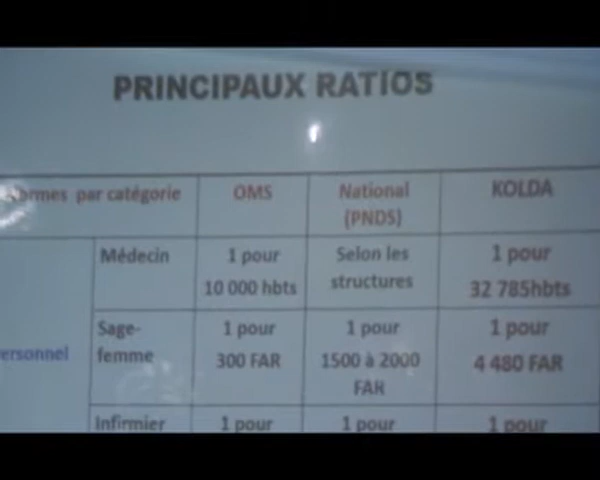 PRINCIPAUX RATIOS
par catégorie OMS National (PNDS) KOLDA
Médecin 1 pour 10 000 hbts Selon les structures 1 pour 32 785hbts
Sage-femme 1 pour 300 FAR 1 pour 1500 à 2000 FAR 1 pour 4 480 FAR
Infirmier 1 pour 1 pour 1 pour